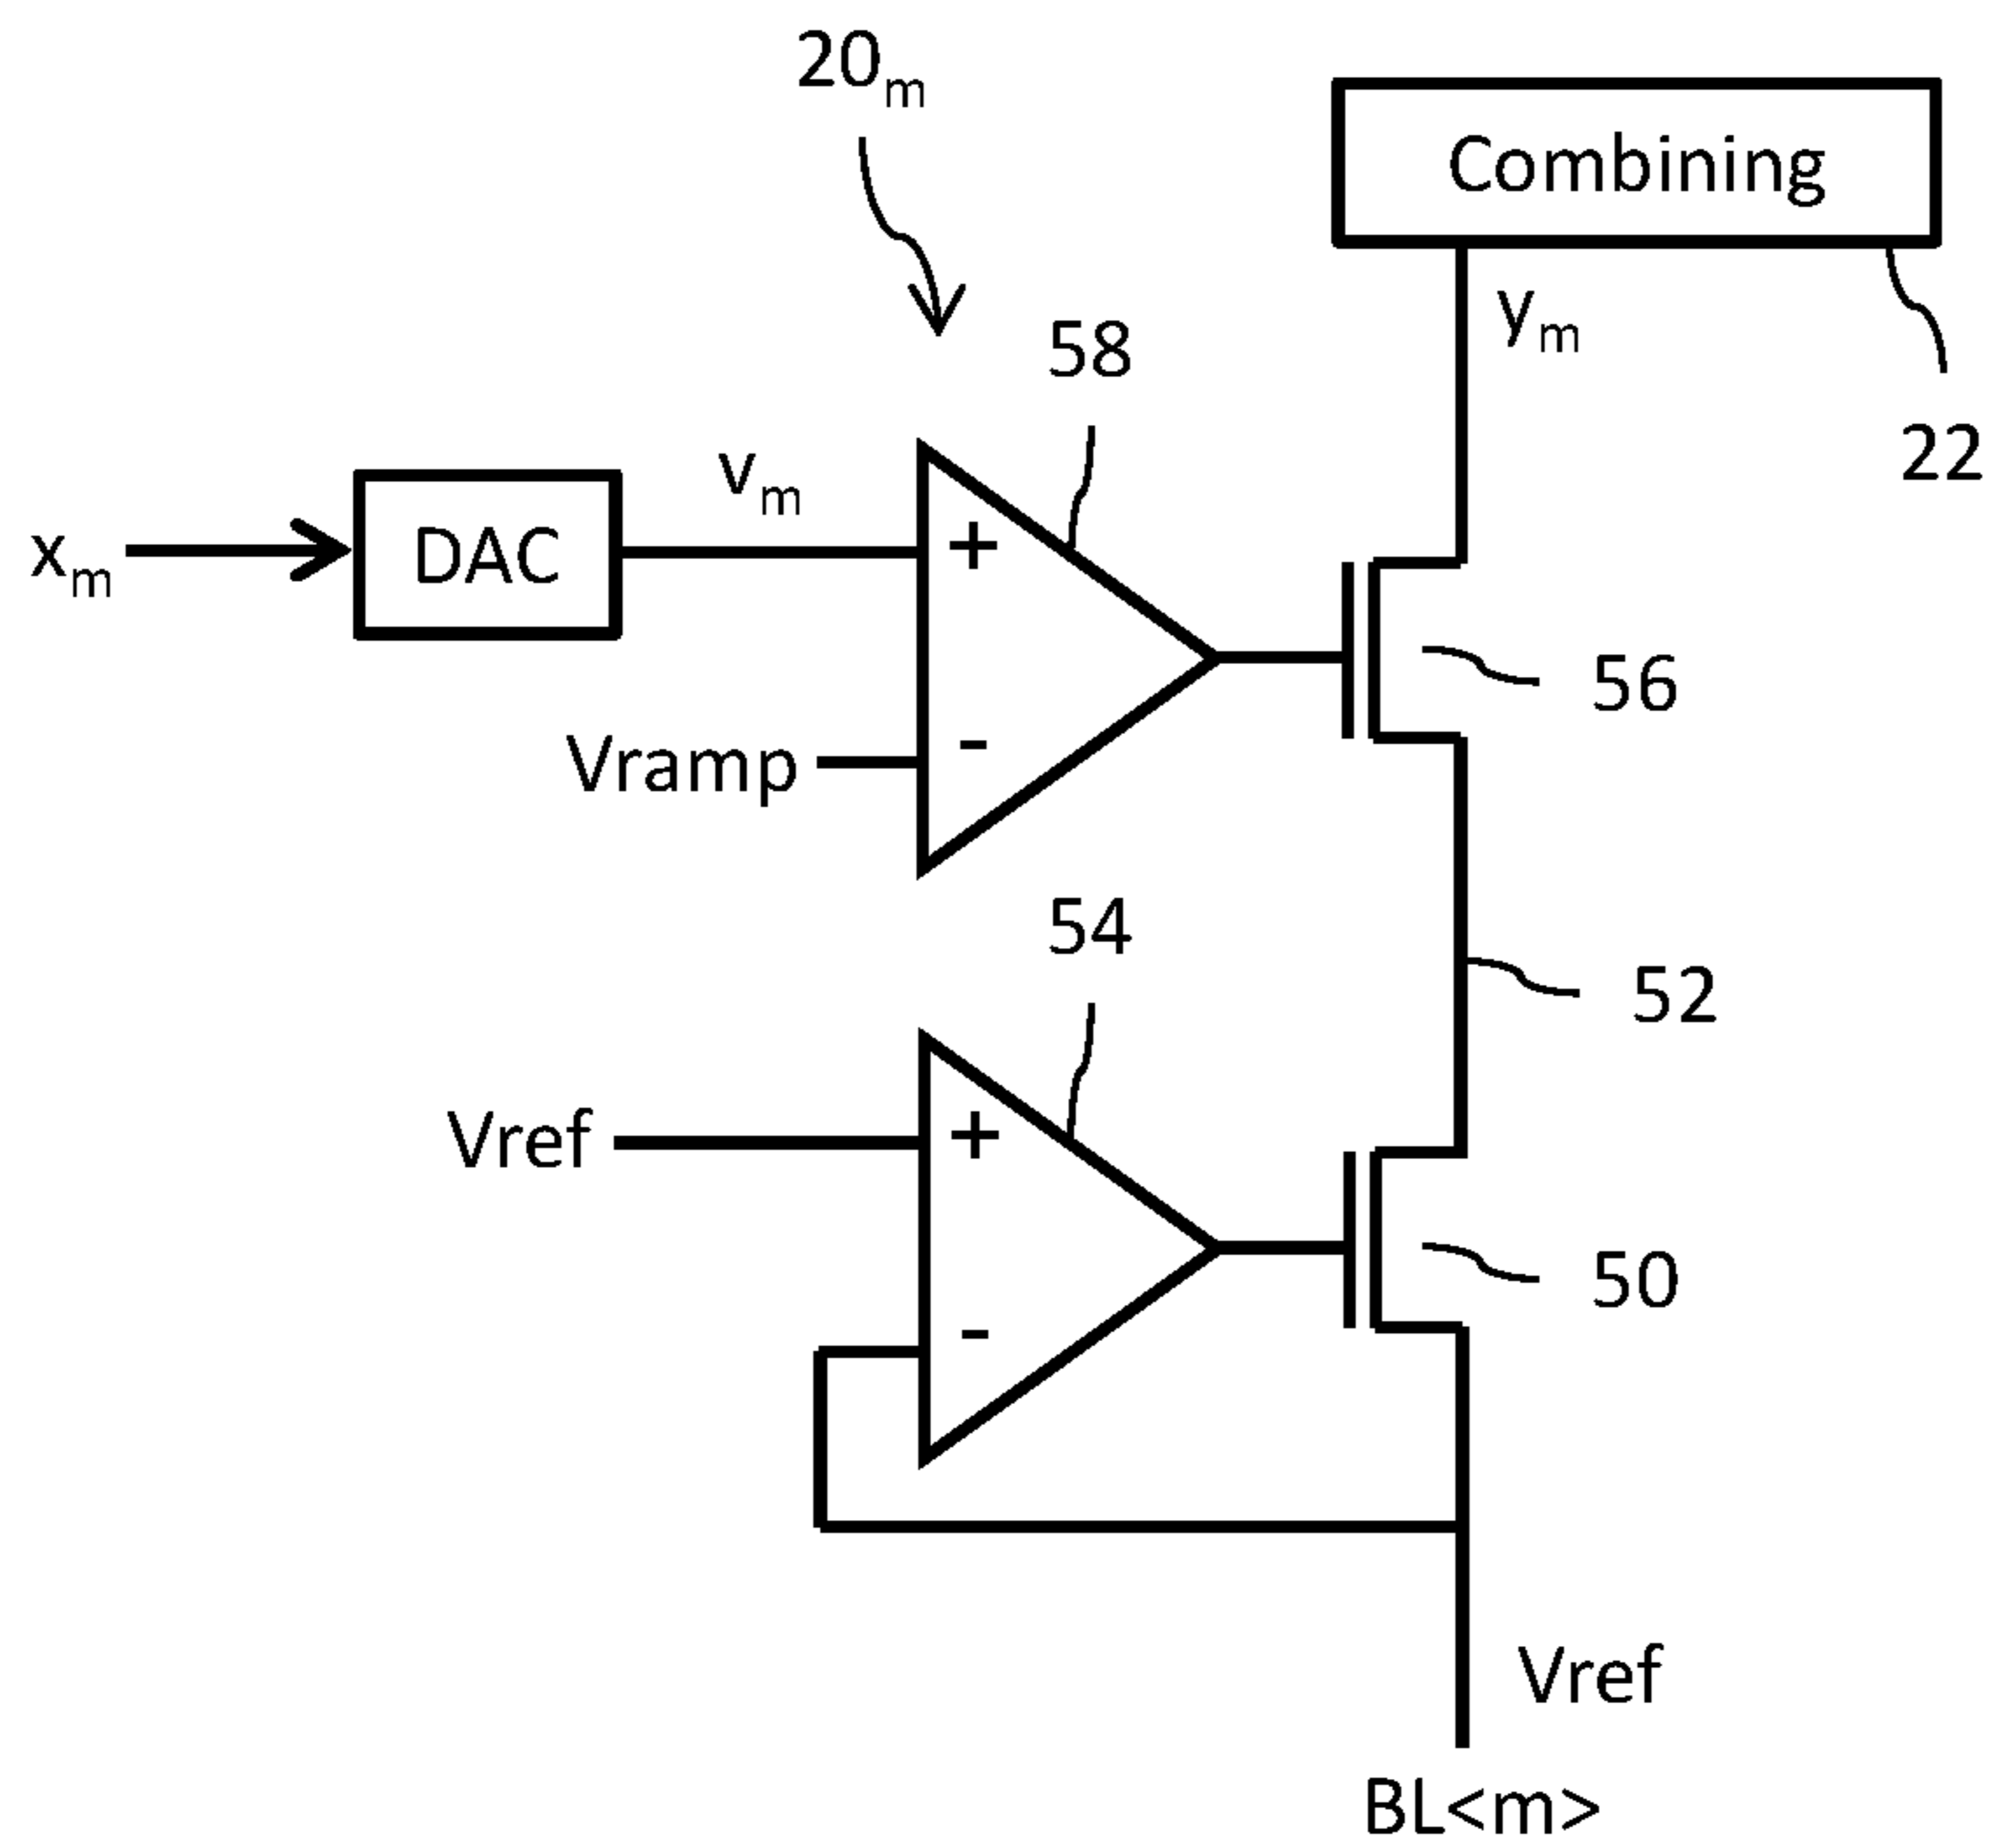 20m
Combining
ym
58
22
vm
xm
DAC
+
56
-
Vramp
54
52
Vref
+
50
-
Vref
BL<m>